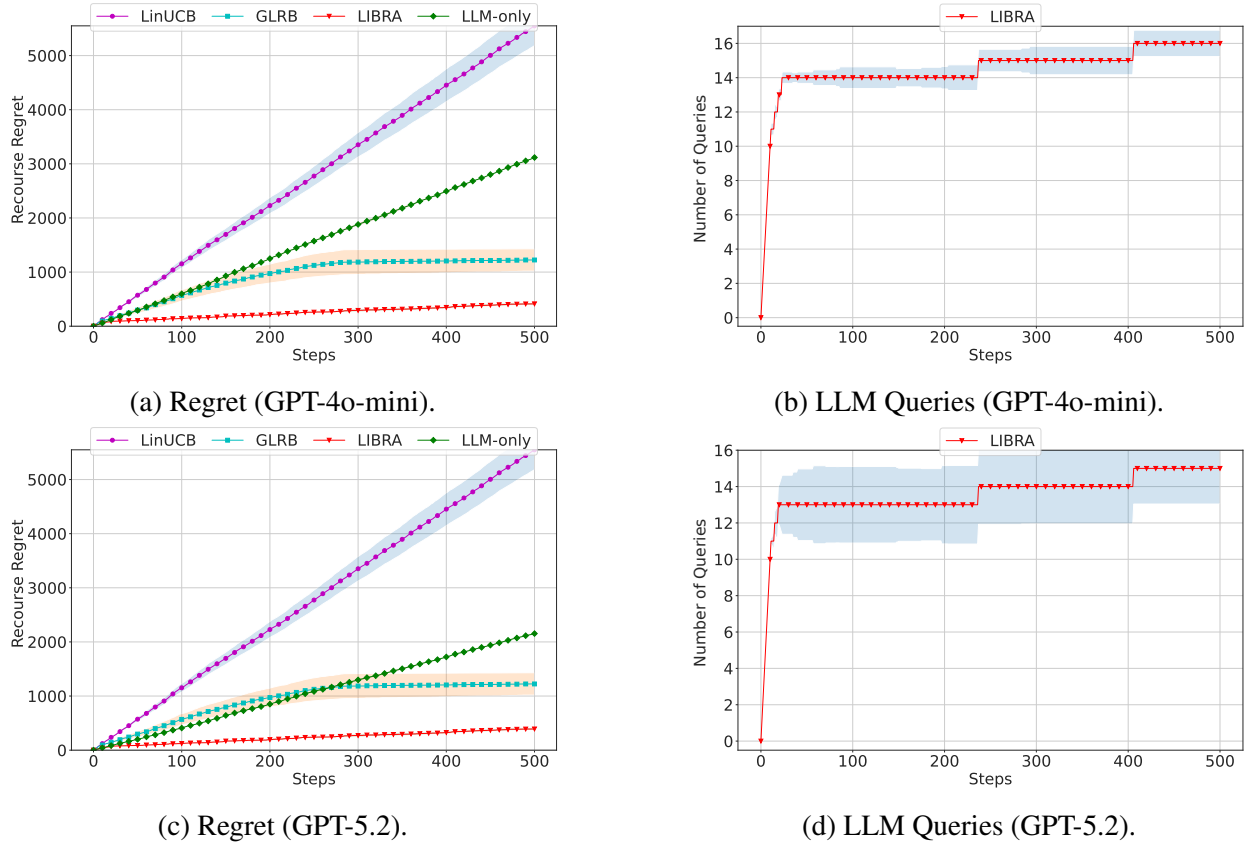 LinUCB GLRB LIBRA LLM-only
5000
4000
3000
2000
1000
0
Recourse Regret
0 100 200 300 400 500
Steps
(a) Regret (GPT-4o-mini).
LIBRA
16
14
12
10
8
6
4
2
0
Number of Queries
0 100 200 300 400 500
Steps
(b) LLM Queries (GPT-4o-mini).
LinUCB GLRB LIBRA LLM-only
5000
4000
3000
2000
1000
0
Recourse Regret
0 100 200 300 400 500
Steps
(c) Regret (GPT-5.2).
LIBRA
16
14
12
10
8
6
4
2
0
Number of Queries
0 100 200 300 400 500
Steps
(d) LLM Queries (GPT-5.2).